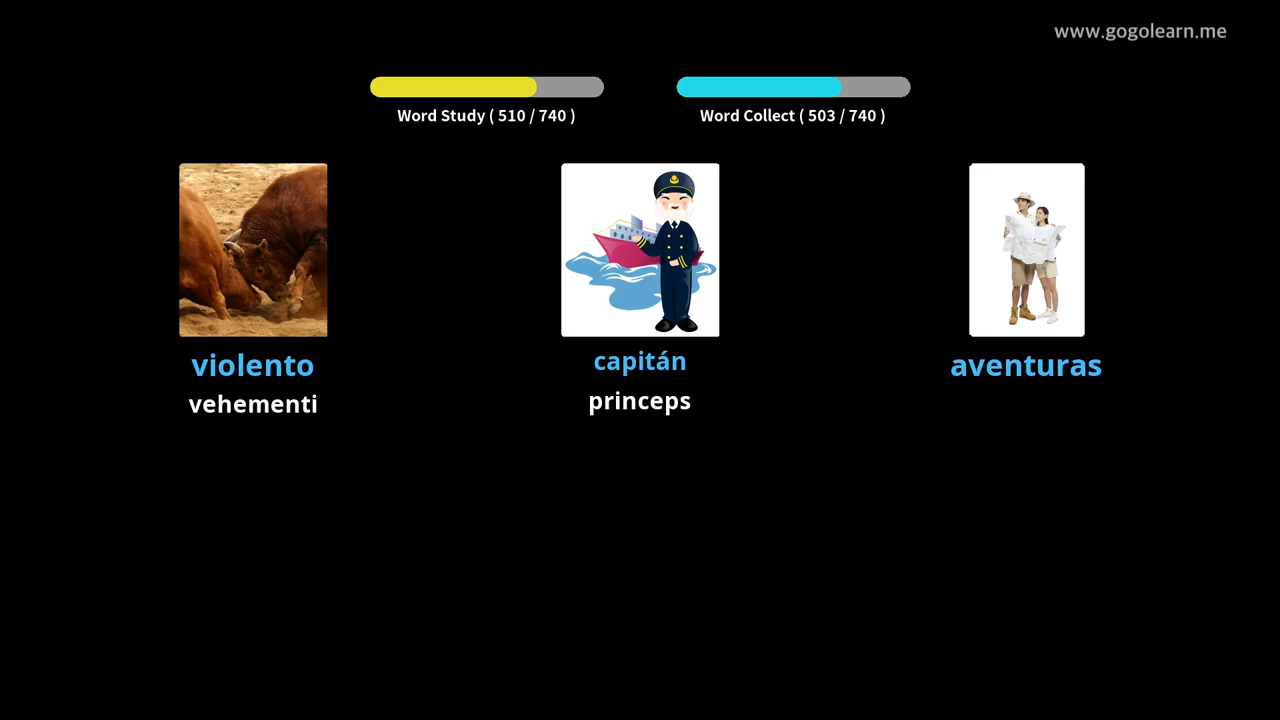 www.gogolearn.me
Word Study ( 510 / 740 )
Word Collect ( 503 / 740 )
violento
capitán
aventuras
vehementi
princeps